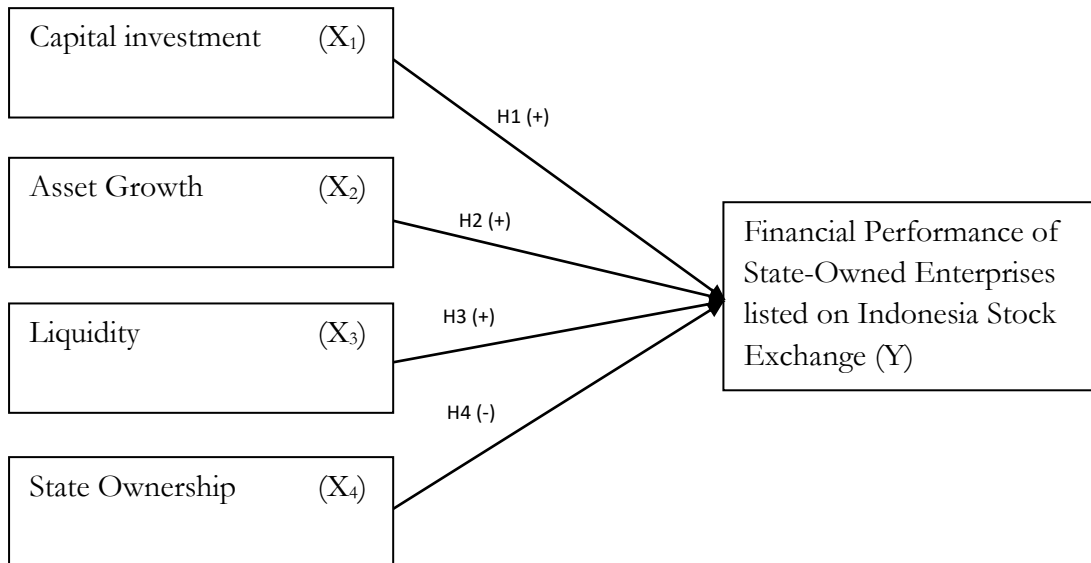 Capital investment (X₁)
H1 (+)
Asset Growth (X₂)
H2 (+)
Financial Performance of
State-Owned Enterprises
listed on Indonesia Stock
Exchange (Y)
Liquidity (X₃)
H3 (+)
H4 (-)
State Ownership (X₄)